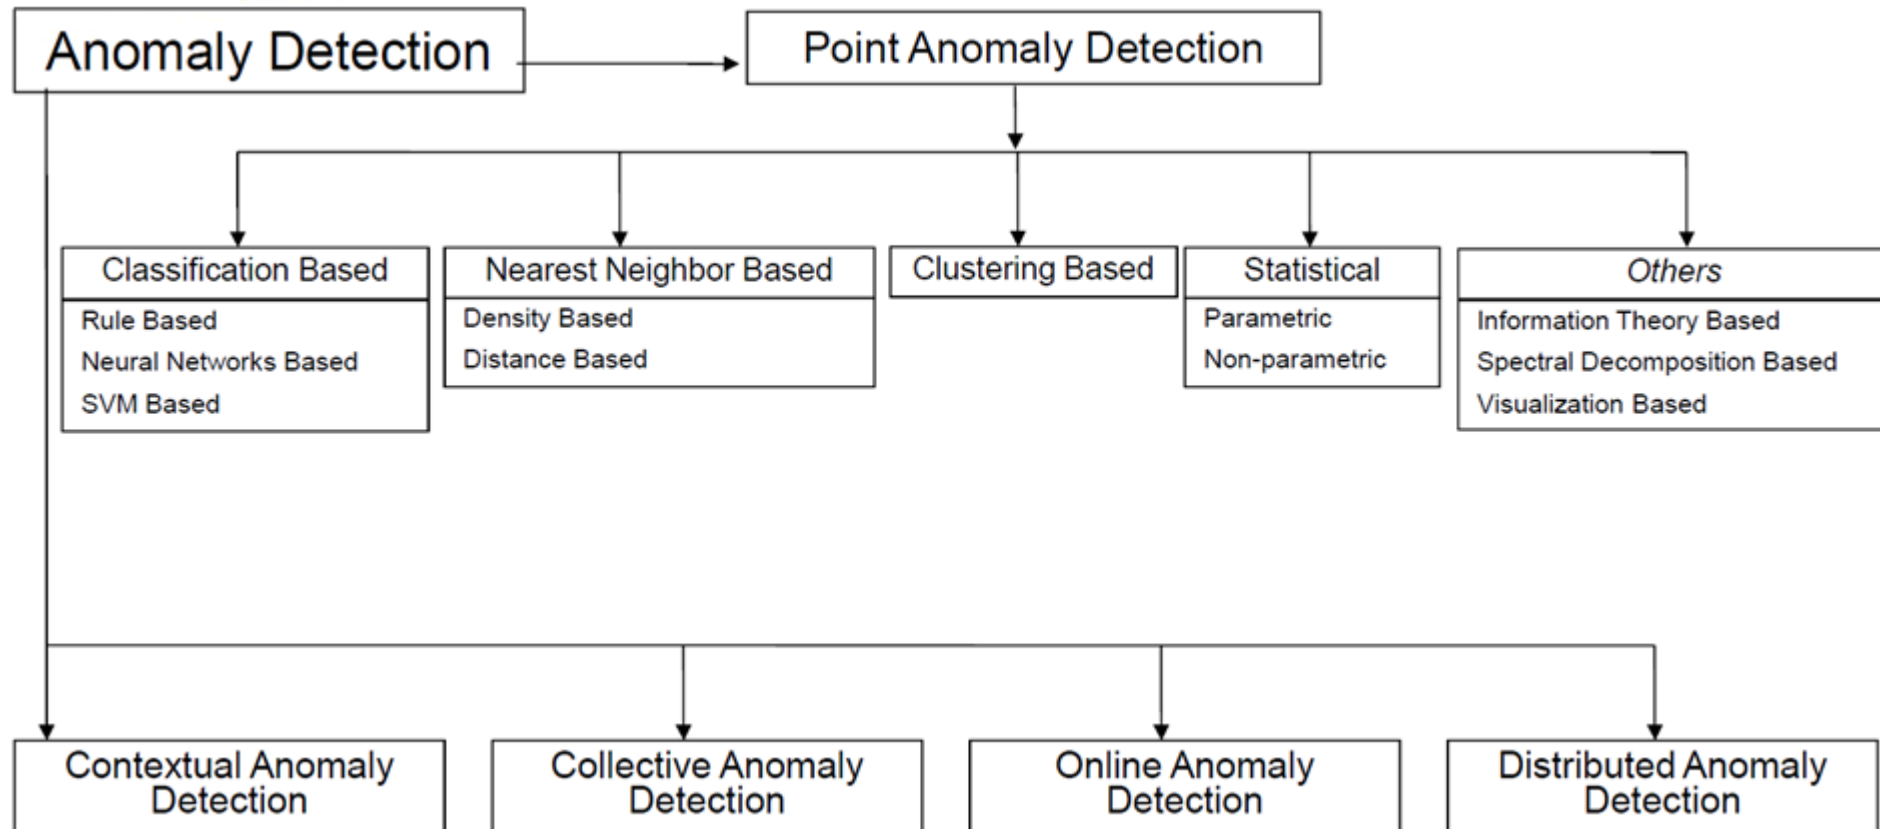 Anomaly Detection
Point Anomaly Detection
Classification Based
Rule Based
Neural Networks Based
SVM Based
Nearest Neighbor Based
Density Based
Distance Based
Clustering Based
Statistical
Parametric
Non-parametric
Others
Information Theory Based
Spectral Decomposition Based
Visualization Based
Contextual Anomaly
Detection
Collective Anomaly
Detection
Online Anomaly
Detection
Distributed Anomaly
Detection